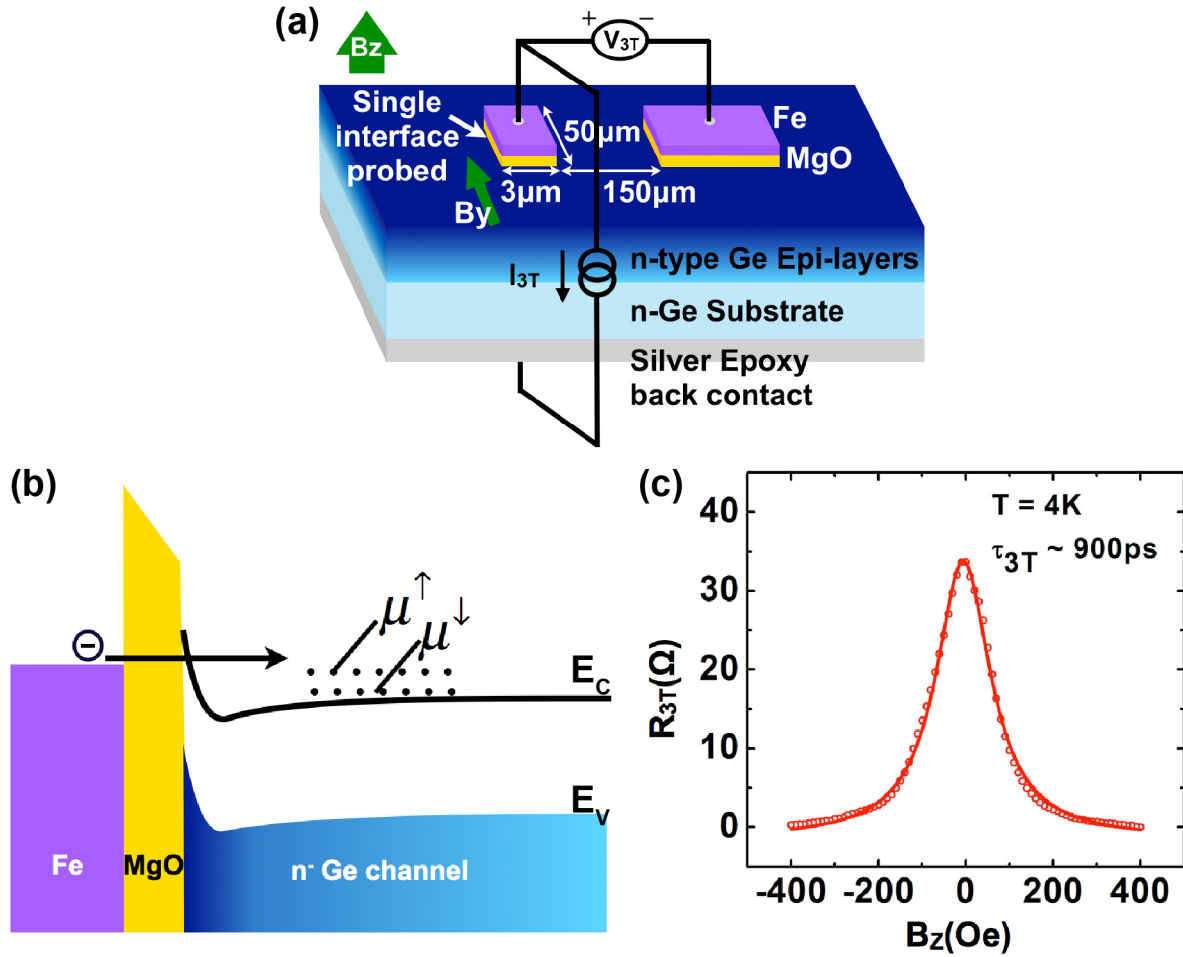 (a)
Bz
+
V3T
−
Single
interface
probed
50μm
Fe
MgO
3μm
150μm
By
I3T
n-type Ge Epi-layers
n-Ge Substrate
Silver Epoxy
back contact
(b)
−
μ↑
μ↓
EC
EV
Fe
MgO
n- Ge channel
(c)
T = 4K
τ3T ~ 900ps
R3T(Ω)
40
30
20
10
0
-400
-200
0
200
400
BZ(Oe)